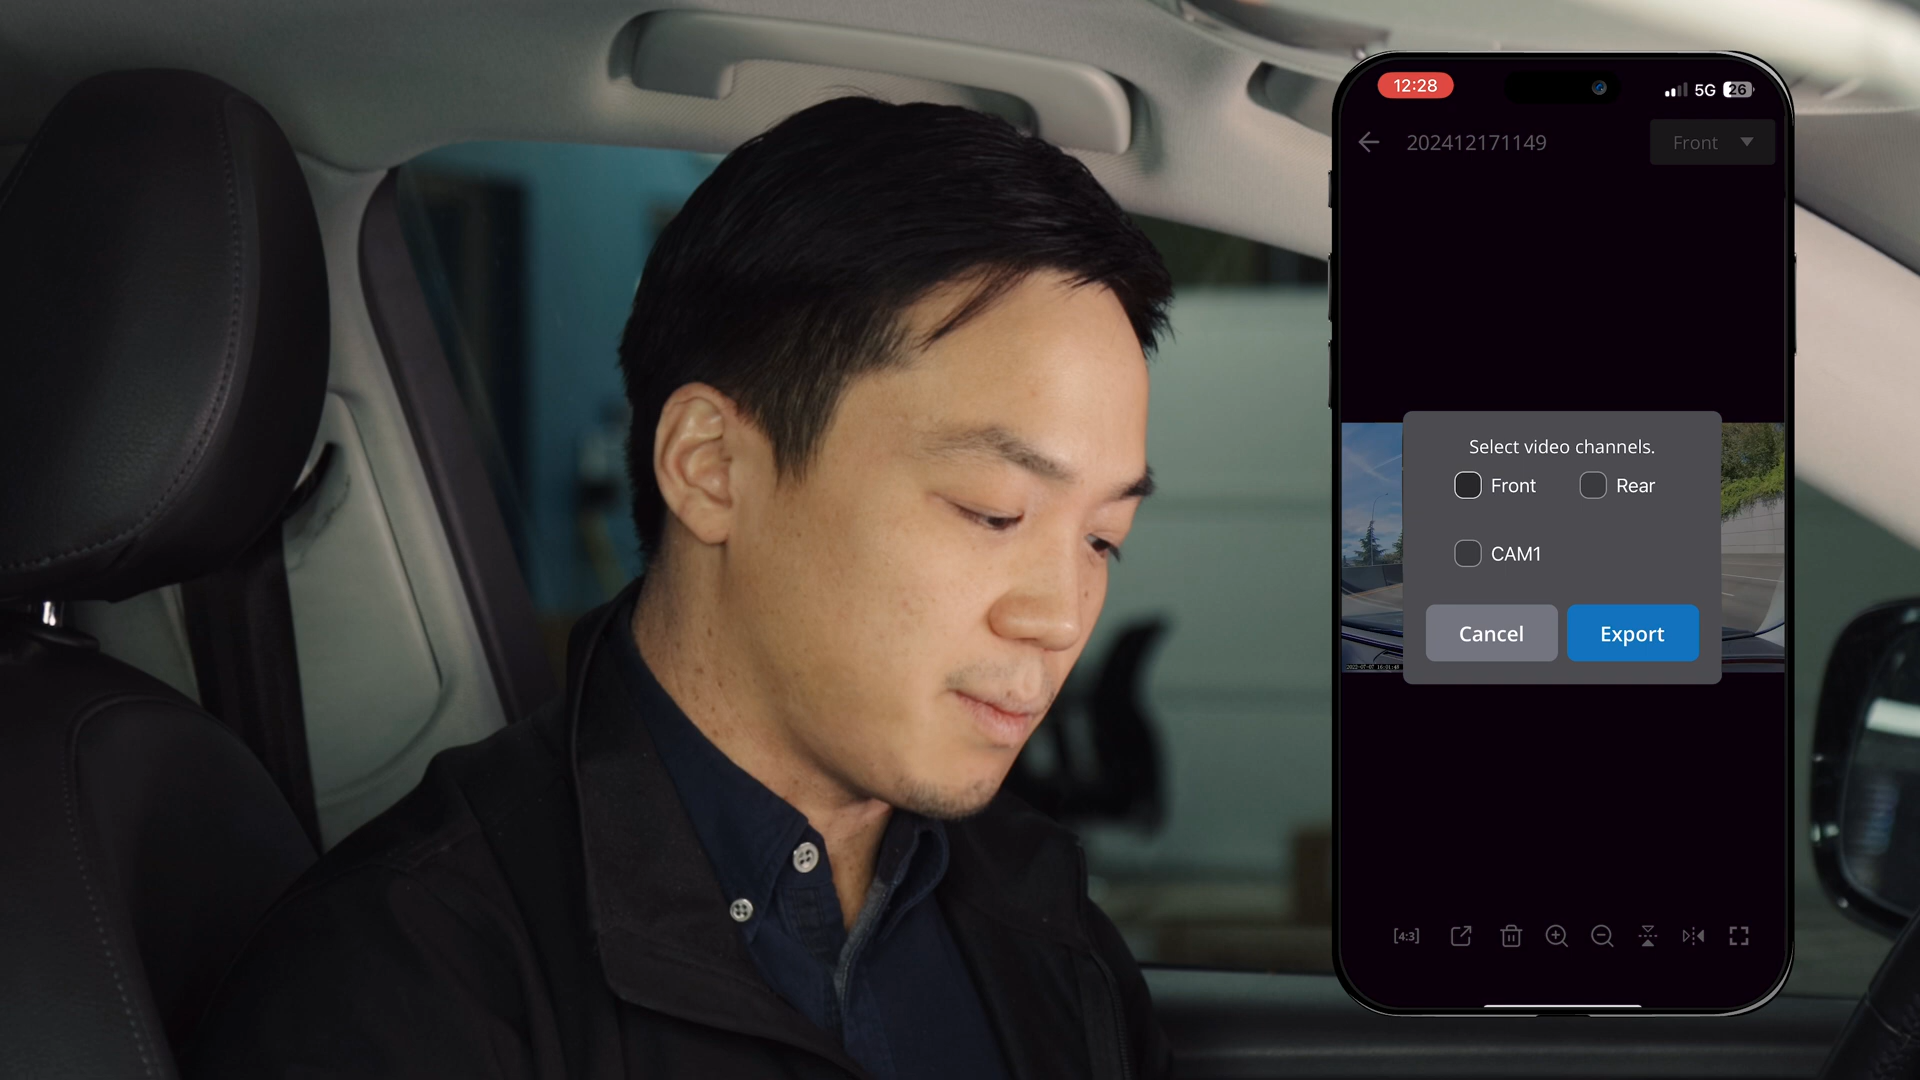 12:28
5G 26
202412171149
Front
Select video channels.
Front
Rear
CAM1
Cancel
Export
[4:3]